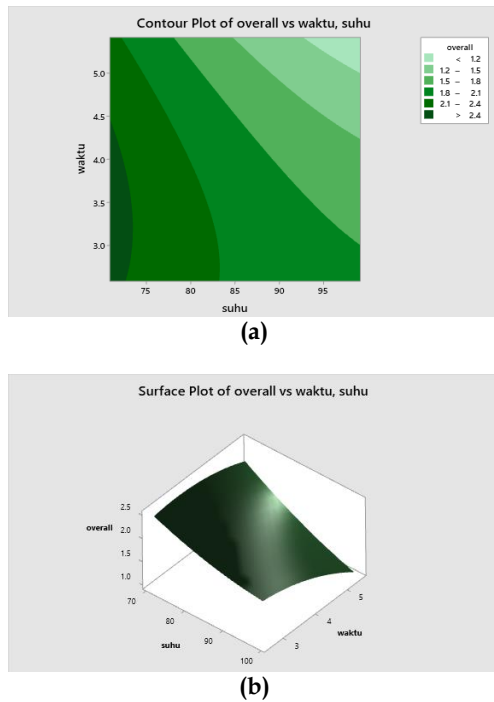 Contour Plot of overall vs waktu, suhu
overall
< 1.2
1.2 – 1.5
1.5 – 1.8
1.8 – 2.1
2.1 – 2.4
> 2.4
5.0
4.5
4.0
3.5
3.0
waktu
75 80 85 90 95
suhu
(a)
Surface Plot of overall vs waktu, suhu
2.5
overall 2.0
1.5
1.0
70
80
90
100
suhu
3
4
5
waktu
(b)